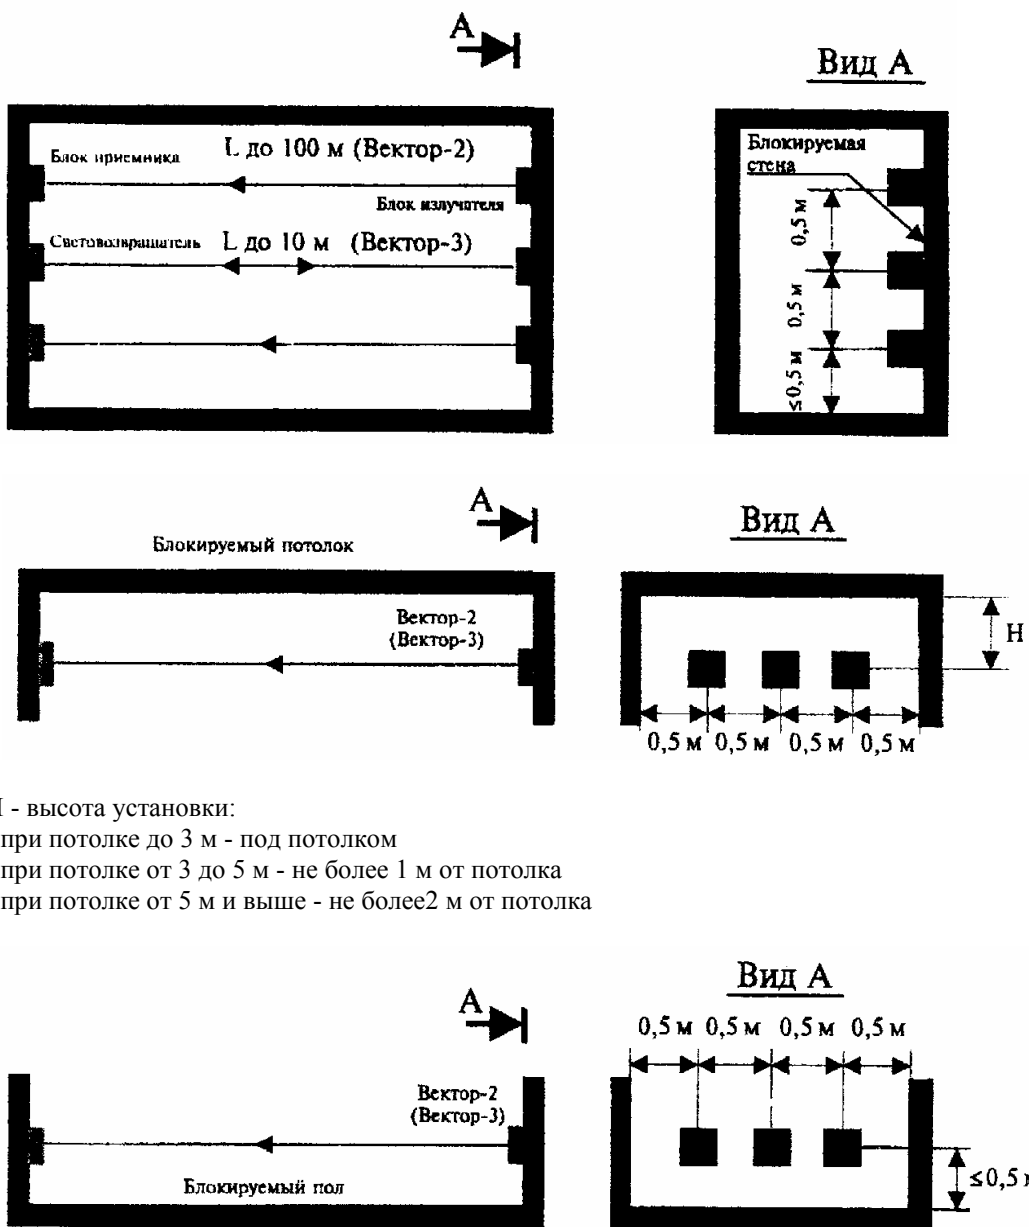 А
Вид А
Блок приемника
L до 100 м (Вектор-2)
Блок излучателя
Световозвращатель
L до 10 м (Вектор-3)
Блокируемая
стена
0,5 м
0,5 м
≤0,5 м
А
Вид А
Блокируемый потолок
Вектор-2
(Вектор-3)
Н
0,5 м 0,5 м 0,5 м 0,5 м
- высота установки:
при потолке до 3 м - под потолком
при потолке от 3 до 5 м - не более 1 м от потолка
при потолке от 5 м и выше - не более2 м от потолка
А
Вид А
0,5 м 0,5 м 0,5 м 0,5 м
Вектор-2
(Вектор-3)
Блокируемый пол
≤0,5